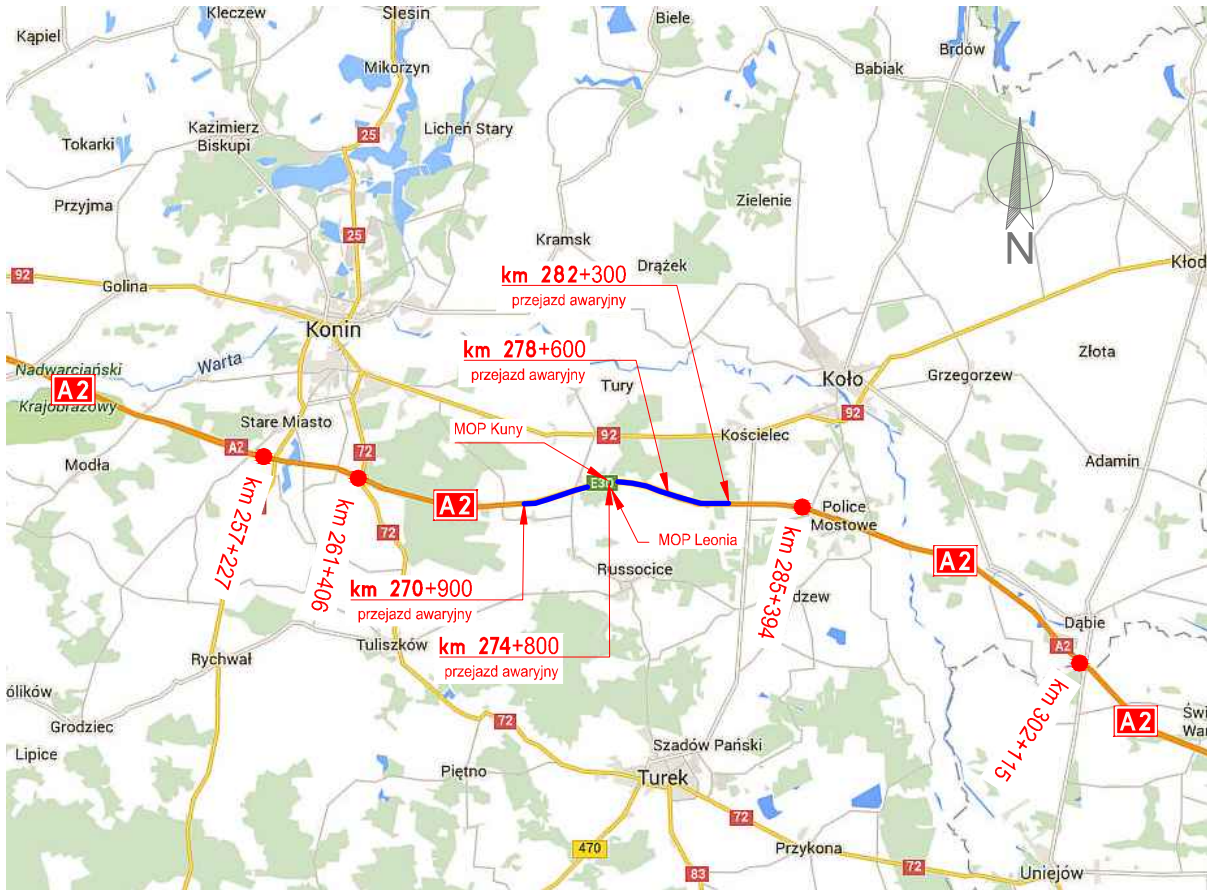 Kleczew
Slesin
Biele
Kąpiel
Brdów
Mikorzyn
Babiak
25
Kazimierz
Biskupi
Licheń Stary
Tokarki
Przyjma
Zielenie
25
Kramsk
N
Drążek
Kłod
92
Golina
km 282+300
przejazd awaryjny
Konin
Warta
km 278+600
przejazd awaryjny
Złota
Nadwarciański
Krajobrazowy
A2
Tury
Koło
Grzegorzew
92
Stare Miasto
MOP Kuny
92
Kościelec
A2
72
Modła
Adamin
E30
A2
Police
Mostowe
km 257+227
km 261+406
72
MOP Leonia
km 285+394
A2
Russocice
km 270+900
przejazd awaryjny
dzew
Dąbie
km 274+800
przejazd awaryjny
Tuliszków
A2
Rychwał
km 302+115
ólików
Grodziec
72
A2
Świ
War
Lipice
Szadów Pański
Piętno
Turek
72
470
Przykona
72
83
Uniejów